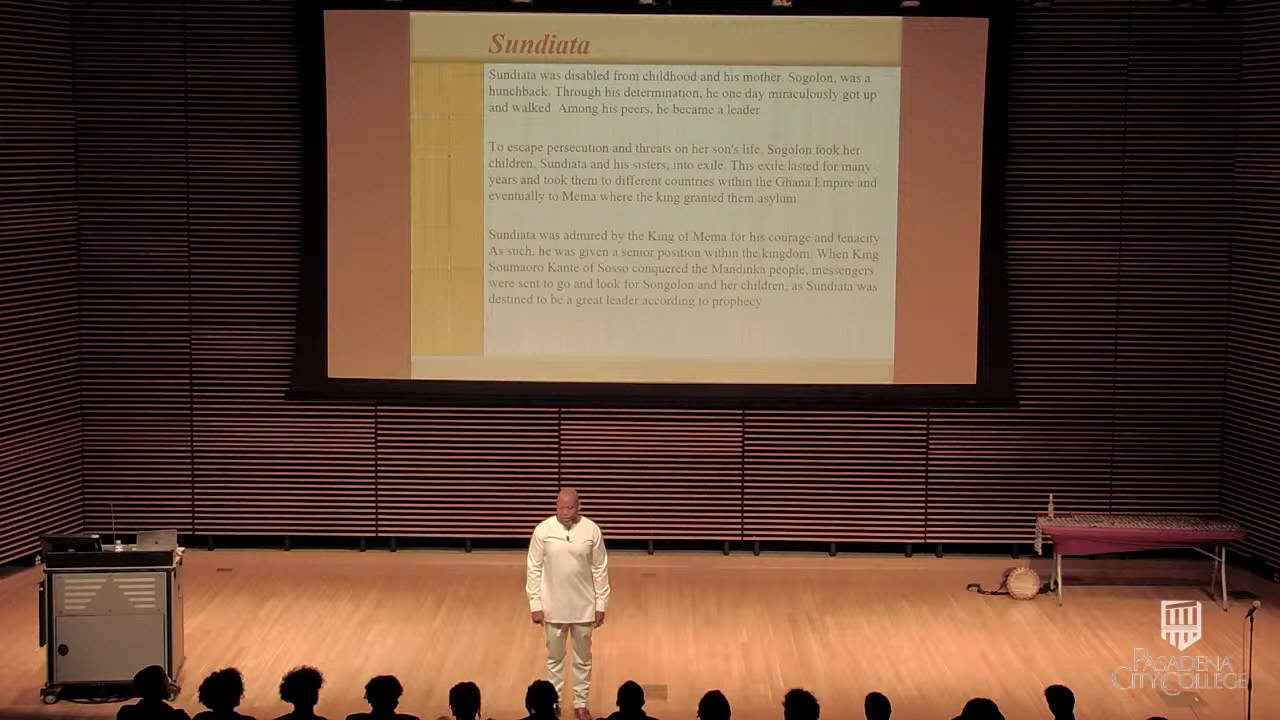 Sundiata
Sundiata was disabled from childhood and his mother, Sogolon, was a
hunchback. Through his determination, he one day miraculously got up
and walked. Among his peers, he became a leader
To escape persecution and threats on her son's life, Sogolon took her
children, Sundiata and his sisters, into exile. This exile lasted for many
years and took them to different countries within the Ghana Empire and
eventually to Mema where the king granted them asylum
Sundiata was admired by the King of Mema for his courage and tenacity
As such, he was given a senior position within the kingdom. When King
Soumaoro Kante of Sosso conquered the Mandinka people, messengers
were sent to go and look for Songolon and her children, as Sundiata was
destined to be a great leader according to prophecy
PASADENA
CITY COLLEGE